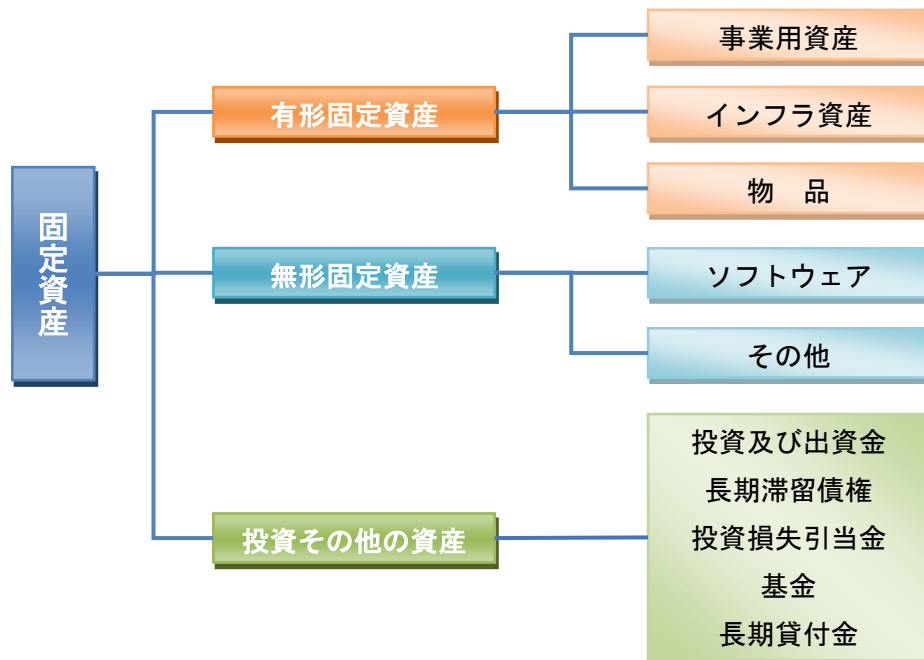 固定資産
有形固定資産
事業用資産
インフラ資産
物　品
無形固定資産
ソフトウェア
その他
投資その他の資産
投資及び出資金
長期滞留債権
投資損失引当金
基金
長期貸付金